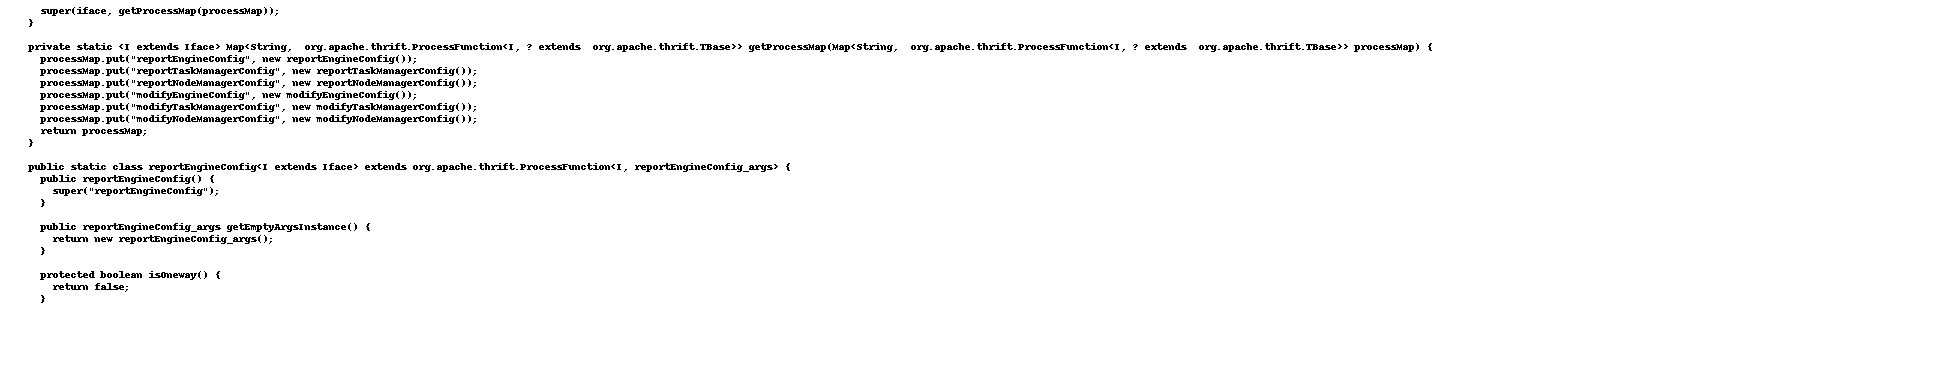 super(iface, getProcessMap(processMap));
}
private static <I extends Iface> Map<String,  org.apache.thrift.ProcessFunction<I, ? extends  org.apache.thrift.TBase>> getProcessMap(Map<String,  org.apache.thrift.ProcessFunction<I, ? extends  org.apache.thrift.TBase>> processMap) {
processMap.put("reportEngineConfig", new reportEngineConfig());
processMap.put("reportTaskManagerConfig", new reportTaskManagerConfig());
processMap.put("reportNodeManagerConfig", new reportNodeManagerConfig());
processMap.put("modifyEngineConfig", new modifyEngineConfig());
processMap.put("modifyTaskManagerConfig", new modifyTaskManagerConfig());
processMap.put("modifyNodeManagerConfig", new modifyNodeManagerConfig());
return processMap;
}
public static class reportEngineConfig<I extends Iface> extends org.apache.thrift.ProcessFunction<I, reportEngineConfig_args> {
public reportEngineConfig() {
super("reportEngineConfig");
}
public reportEngineConfig_args getEmptyArgsInstance() {
return new reportEngineConfig_args();
}
protected boolean isOneway() {
return false;
}